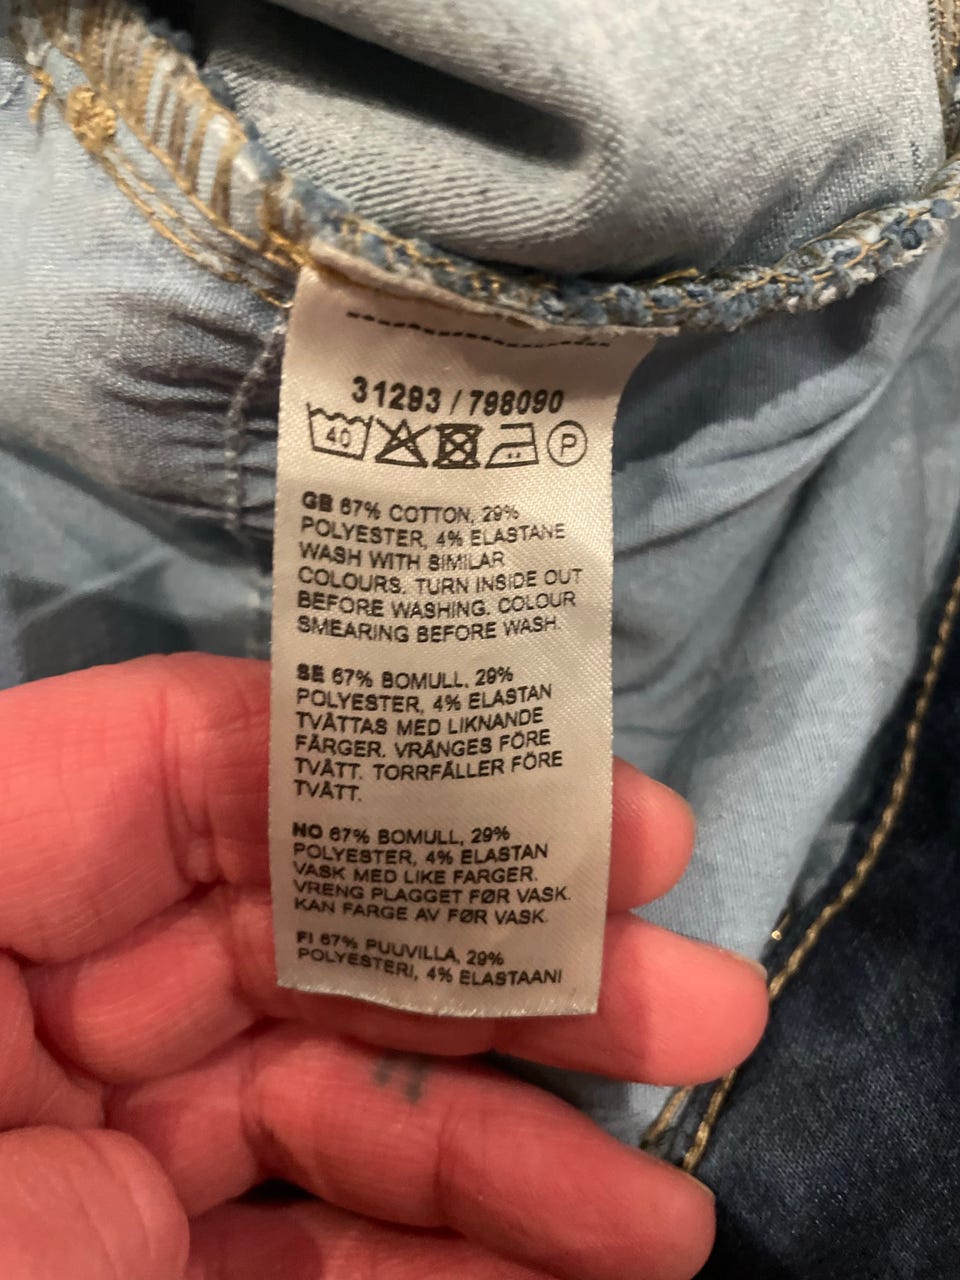 31293 / 798090
40 P
GB 67% COTTON, 29%
POLYESTER, 4% ELASTANE
WASH WITH SIMILAR
COLOURS. TURN INSIDE OUT
BEFORE WASHING. COLOUR
SMEARING BEFORE WASH.
SE 67% BOMULL, 29%
POLYESTER, 4% ELASTAN
TVÄTTAS MED LIKNANDE
FÄRGER. VRÄNGES FÖRE
TVÄTT. TORRFÄLLER FÖRE
TVÄTT.
NO 67% BOMULL, 29%
POLYESTER, 4% ELASTAN
VASK MED LIKE FARGER.
VRENG PLAGGET FØR VASK.
KAN FARGE AV FØR VASK.
FI 67% PUUVILLA, 29%
POLYESTERI, 4% ELASTAANI